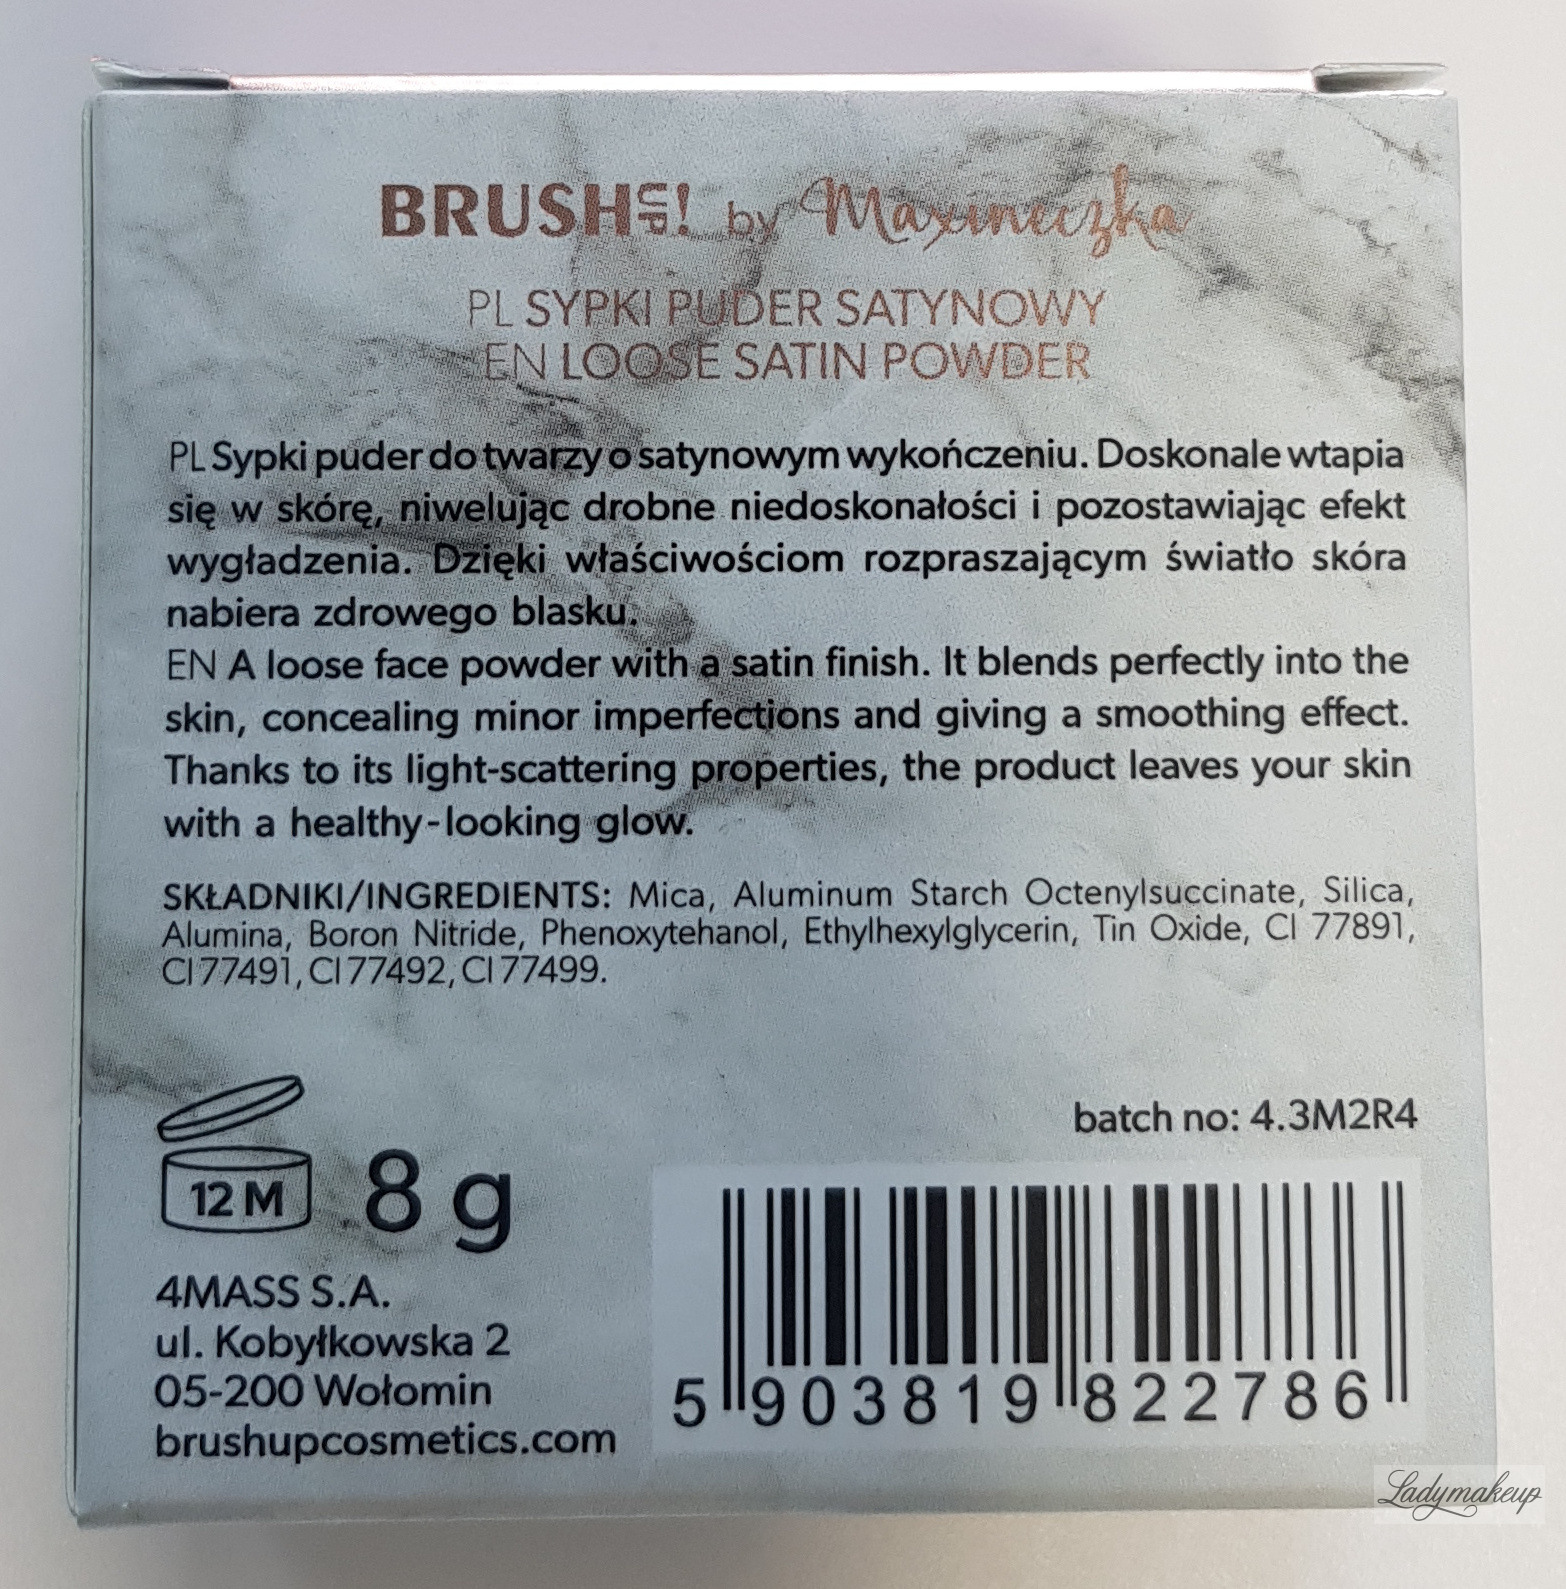 BRUSHUP! by Maxineczka
PL SYPKI PUDER SATYNOWY
EN LOOSE SATIN POWDER
PL Sypki puder do twarzy o satynowym wykończeniu. Doskonale wtapia
się w skórę, niwelując drobne niedoskonałości i pozostawiając efekt
wygładzenia. Dzięki właściwościom rozpraszającym światło skóra
nabiera zdrowego blasku.
EN A loose face powder with a satin finish. It blends perfectly into the
skin, concealing minor imperfections and giving a smoothing effect.
Thanks to its light-scattering properties, the product leaves your skin
with a healthy-looking glow.
SKŁADNIKI/INGREDIENTS: Mica, Aluminum Starch Octenylsuccinate, Silica,
Alumina, Boron Nitride, Phenoxytehanol, Ethylhexylglycerin, Tin Oxide, CI 77891,
CI 77491, CI 77492, CI 77499.
batch no: 4.3M2R4
12 M
8 g
4MASS S.A.
ul. Kobyłkowska 2
05-200 Wołomin
brushupcosmetics.com
5 903819 822786
Ladymakeup